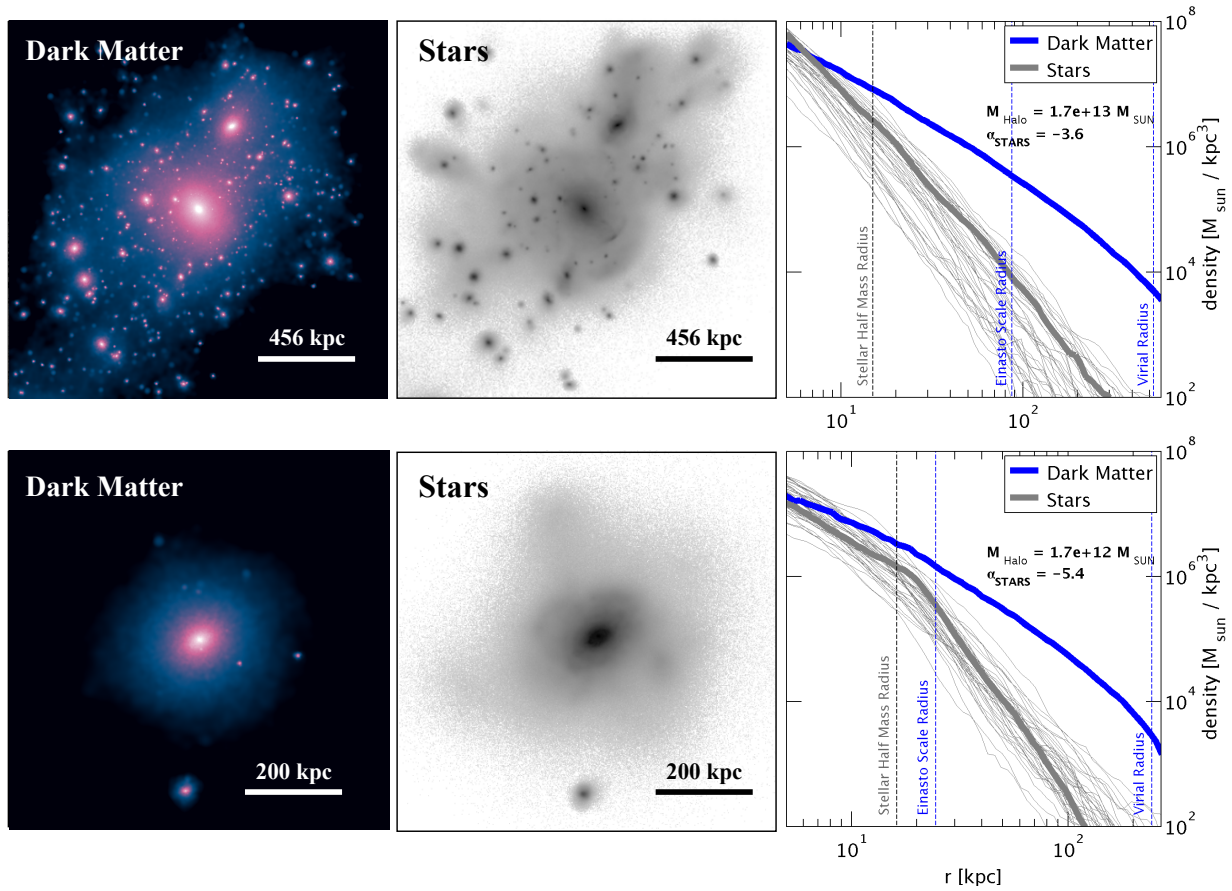 Dark Matter
456 kpc
Stars
456 kpc
Dark Matter
Stars
M Halo = 1.7e+13 M SUN
αSTARS = −3.6
Stellar Half Mass Radius
Einasto Scale Radius
Virial Radius
10^8
10^6
10^4
10^2
density [M sun / kpc^3]
10^1
10^2
Dark Matter
200 kpc
Stars
200 kpc
Dark Matter
Stars
M Halo = 1.7e+12 M SUN
αSTARS = −5.4
Stellar Half Mass Radius
Einasto Scale Radius
Virial Radius
10^8
10^6
10^4
10^2
density [M sun / kpc^3]
10^1
10^2
r [kpc]